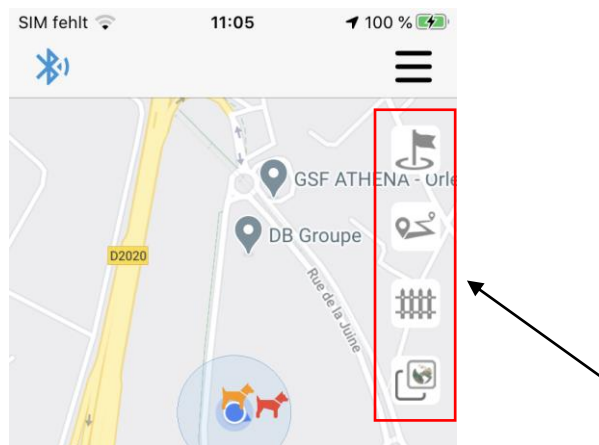 SIM fehlt 11:05 100 %
GSF ATHENA - Orle
DB Groupe
D2020
Rue de la Juine